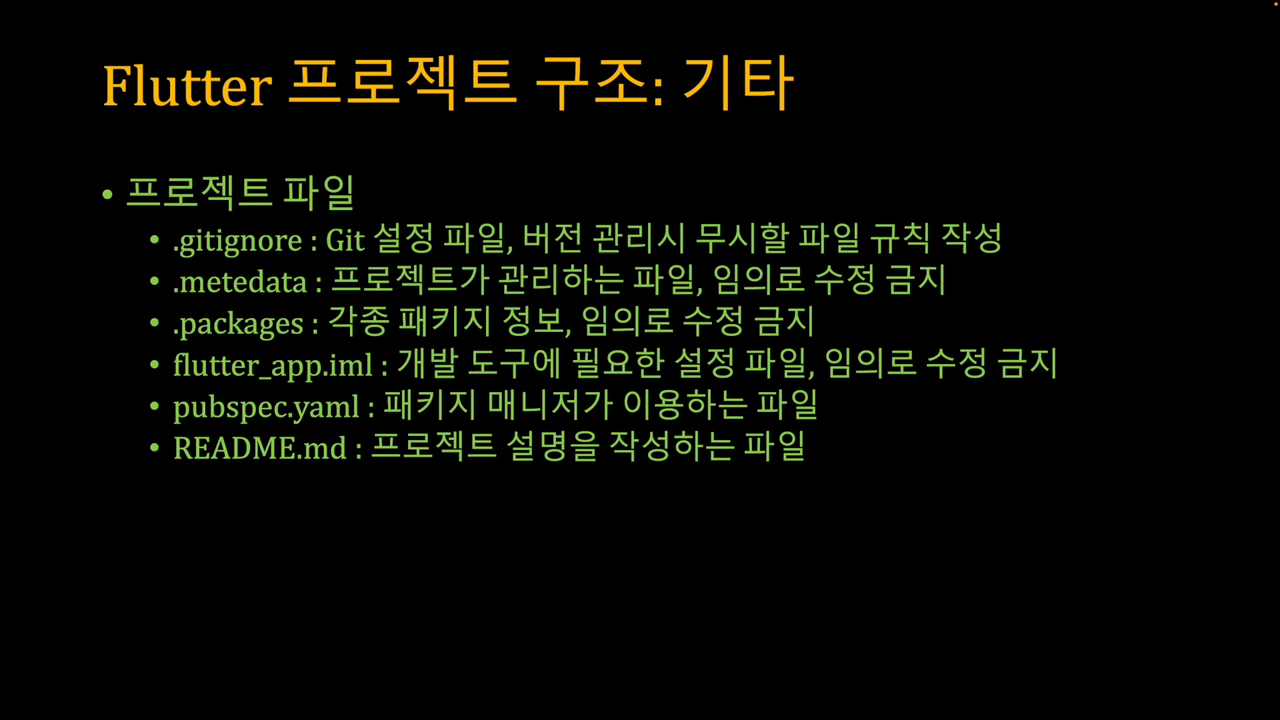 Flutter 프로젝트 구조: 기타
• 프로젝트 파일
• .gitignore : Git 설정 파일, 버전 관리시 무시할 파일 규칙 작성
• .metedata : 프로젝트가 관리하는 파일, 임의로 수정 금지
• .packages : 각종 패키지 정보, 임의로 수정 금지
• flutter_app.iml : 개발 도구에 필요한 설정 파일, 임의로 수정 금지
• pubspec.yaml : 패키지 매니저가 이용하는 파일
• README.md : 프로젝트 설명을 작성하는 파일